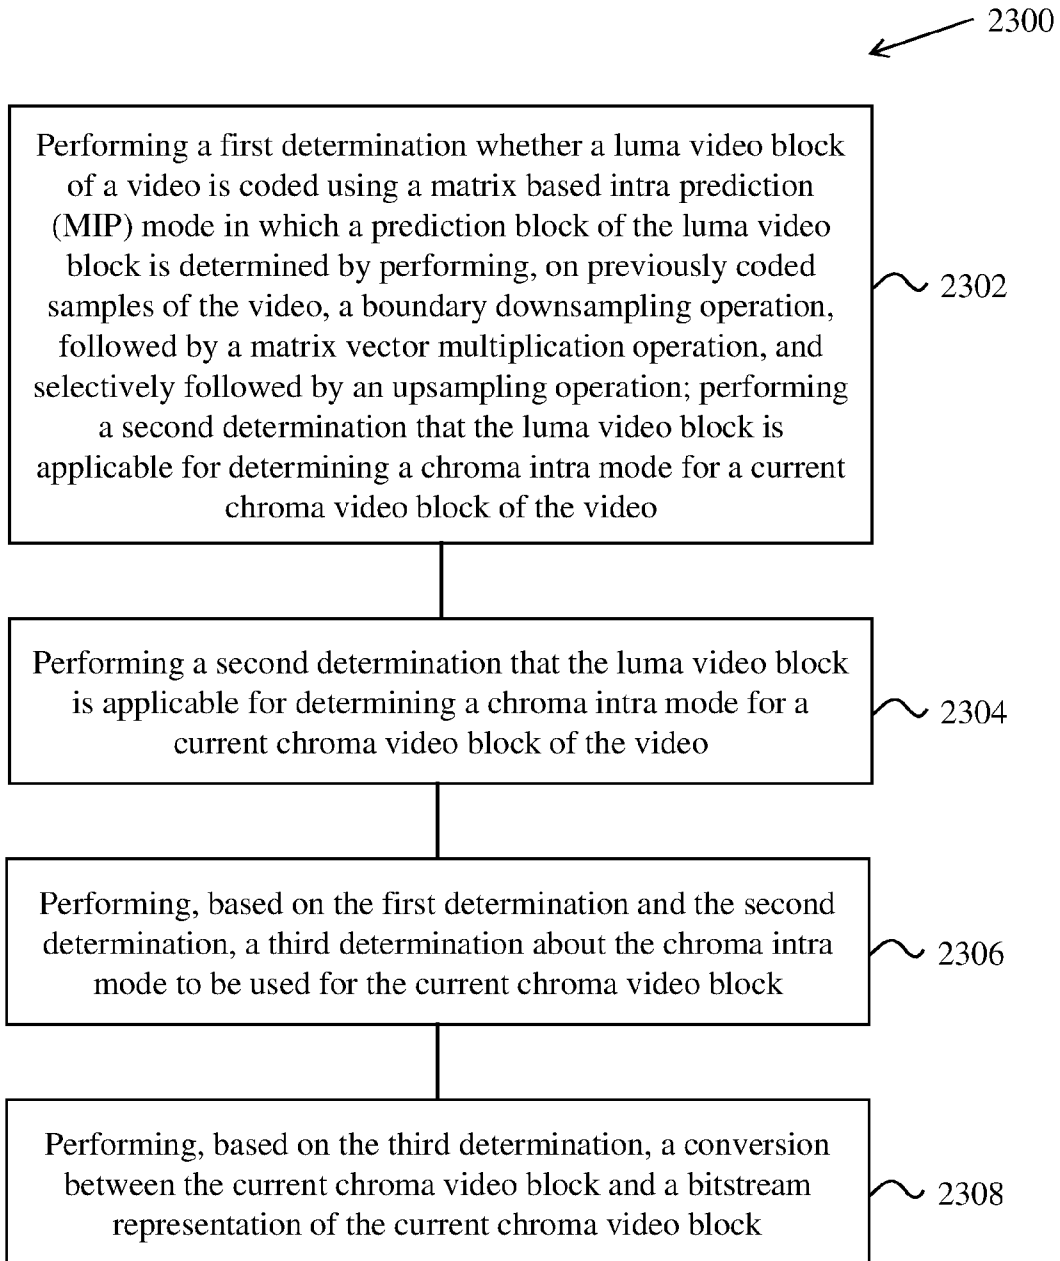 2300
Performing a first determination whether a luma video block
of a video is coded using a matrix based intra prediction
(MIP) mode in which a prediction block of the luma video
block is determined by performing, on previously coded
samples of the video, a boundary downsampling operation,
followed by a matrix vector multiplication operation, and
selectively followed by an upsampling operation; performing
a second determination that the luma video block is
applicable for determining a chroma intra mode for a current
chroma video block of the video
2302
Performing a second determination that the luma video block
is applicable for determining a chroma intra mode for a
current chroma video block of the video
2304
Performing, based on the first determination and the second
determination, a third determination about the chroma intra
mode to be used for the current chroma video block
2306
Performing, based on the third determination, a conversion
between the current chroma video block and a bitstream
representation of the current chroma video block
2308